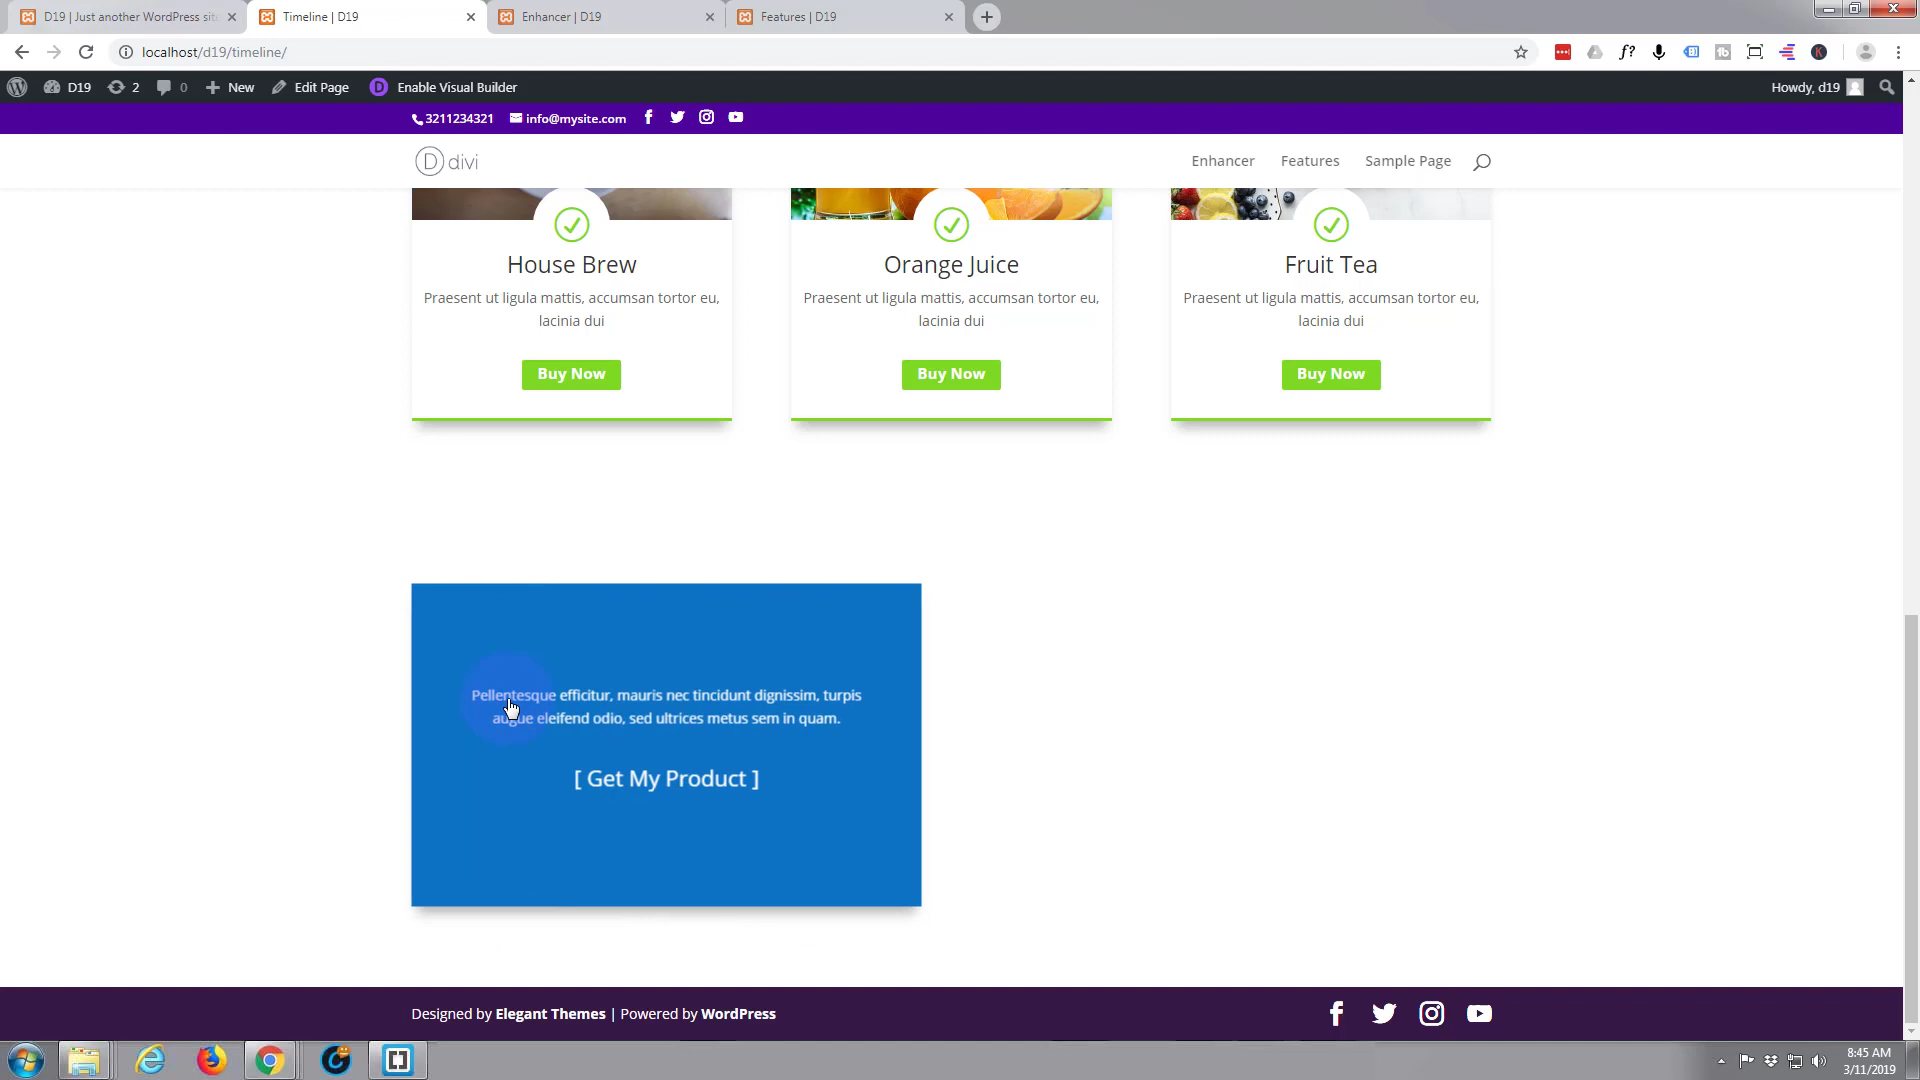 D19 | Just another WordPress sit
Timeline | D19
Enhancer | D19
Features | D19
localhost/d19/timeline/
D19
2
0
New
Edit Page
Enable Visual Builder
Howdy, d19
3211234321
info@mysite.com
divi
Enhancer
Features
Sample Page
House Brew
Praesent ut ligula mattis, accumsan tortor eu,
lacinia dui
Buy Now
Orange Juice
Praesent ut ligula mattis, accumsan tortor eu,
lacinia dui
Buy Now
Fruit Tea
Praesent ut ligula mattis, accumsan tortor eu,
lacinia dui
Buy Now
Pellentesque efficitur, mauris nec tincidunt dignissim, turpis
augue eleifend odio, sed ultrices metus sem in quam.
[ Get My Product ]
Designed by Elegant Themes | Powered by WordPress
8:45 AM
3/11/2019